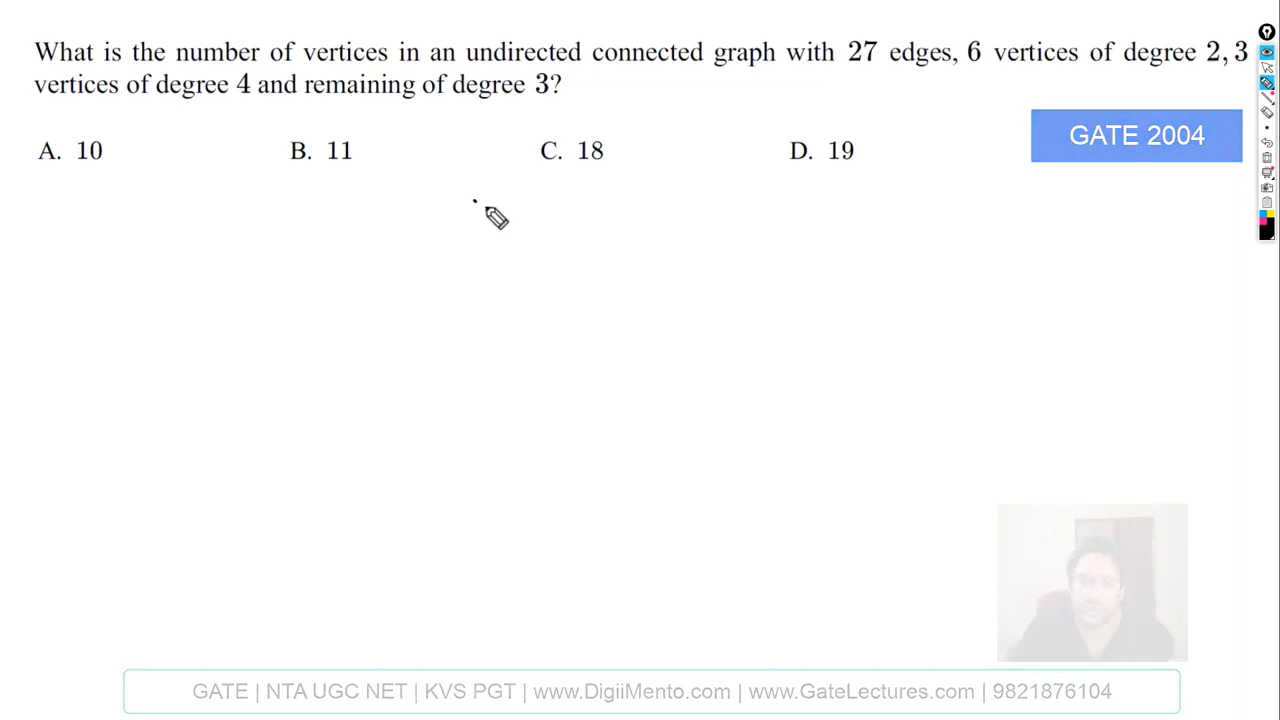 What is the number of vertices in an undirected connected graph with 27 edges, 6 vertices of degree 2, 3
vertices of degree 4 and remaining of degree 3?
A. 10 B. 11 C. 18 D. 19
GATE 2004
GATE | NTA UGC NET | KVS PGT | www.DigiiMento.com | www.GateLectures.com | 9821876104